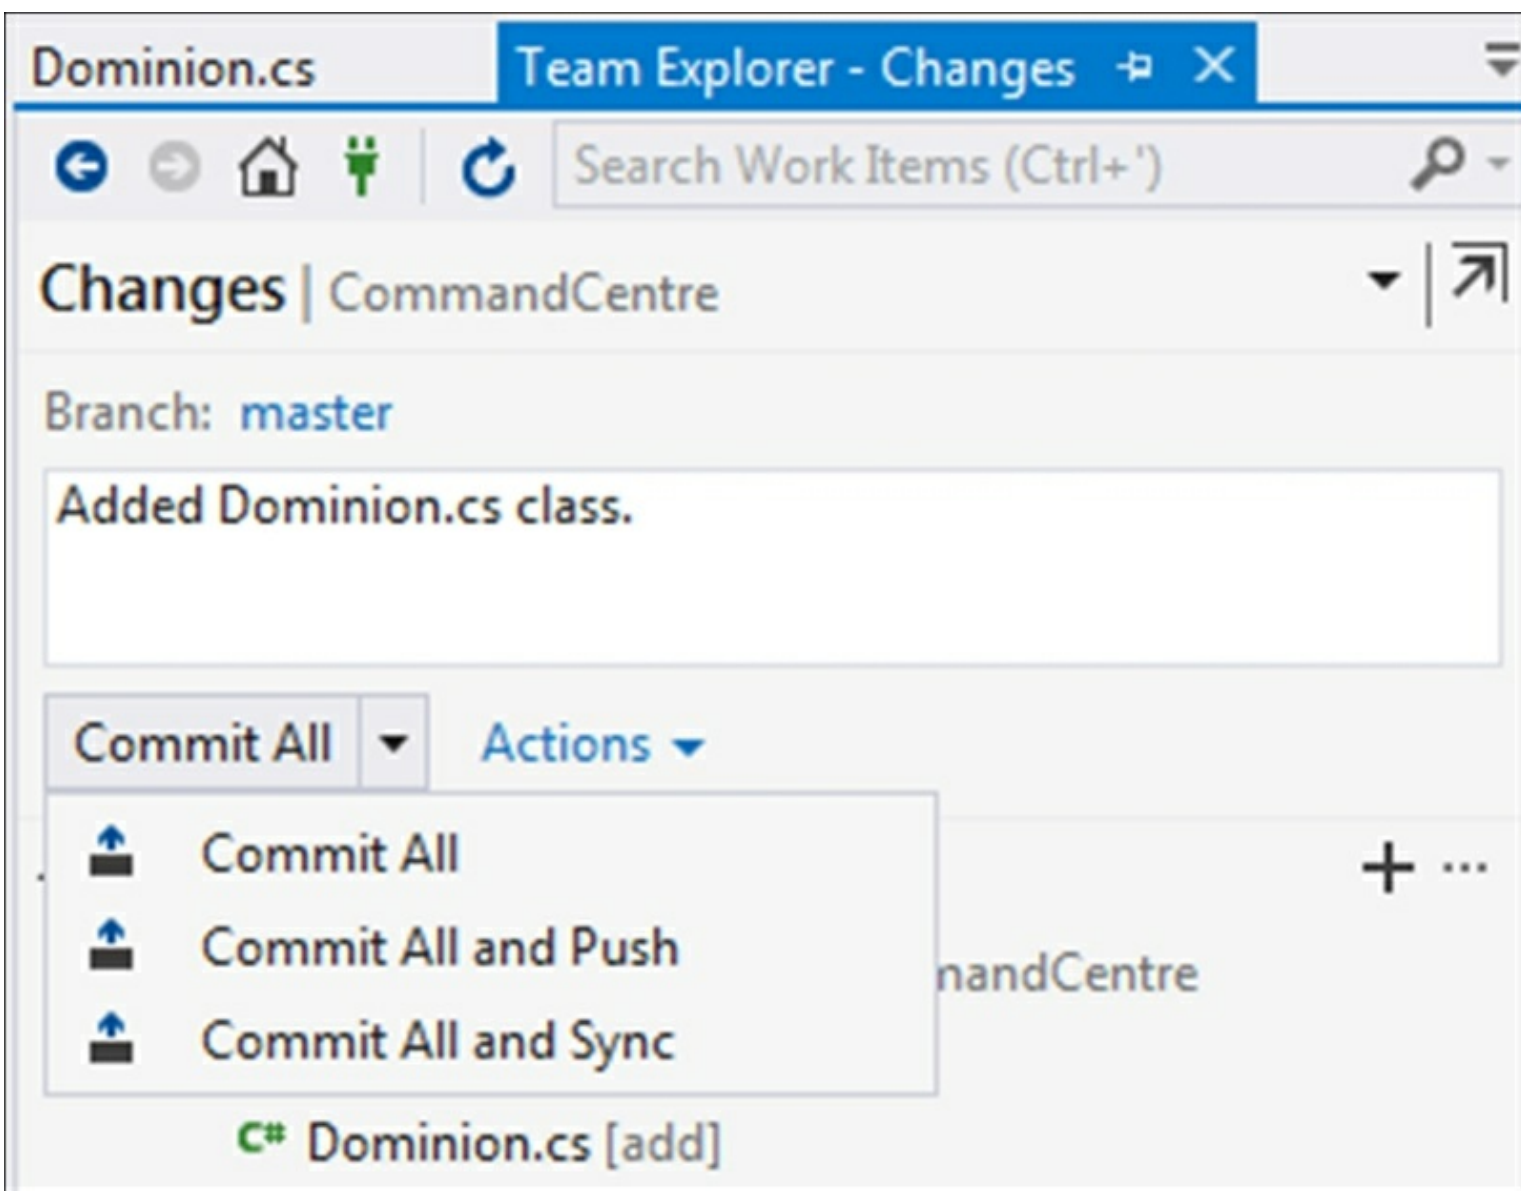 Dominion.cs Team Explorer - Changes
Search Work Items (Ctrl+')
Changes | CommandCentre
Branch: master
Added Dominion.cs class.
Commit All Actions
Commit All
Commit All and Push
mandCentre
Commit All and Sync
C# Dominion.cs [add]